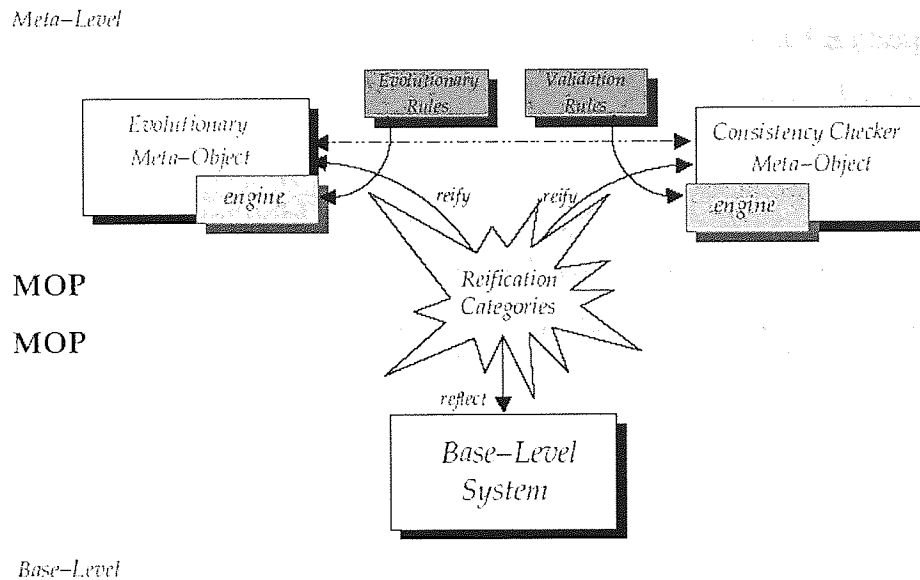 Meta–Level
Evolutionary
Rules
Validation
Rules
Evolutionary
Meta–Object
engine
Consistency Checker
Meta–Object
engine
reify
reify
Reification
Categories
MOP
MOP
reflect
Base–Level
System
Base–Level